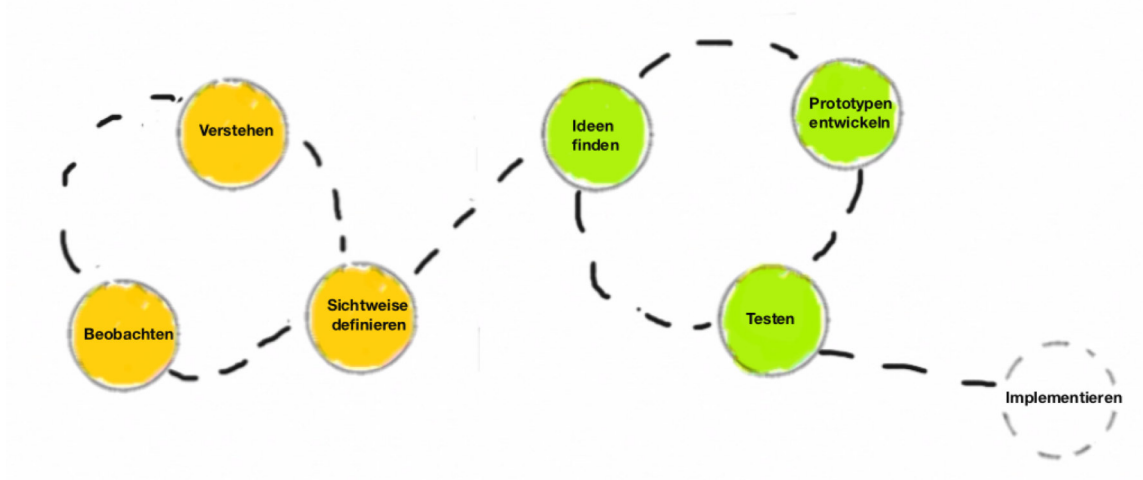 Verstehen
Beobachten
Sichtweise
definieren
Ideen
finden
Prototypen
entwickeln
Testen
Implementieren